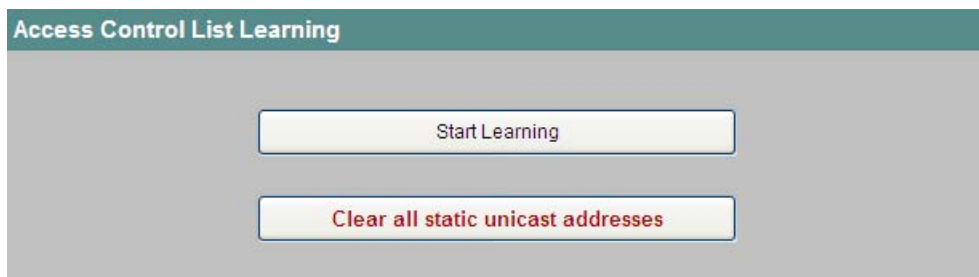 Access Control List Learning
Start Learning
Clear all static unicast addresses